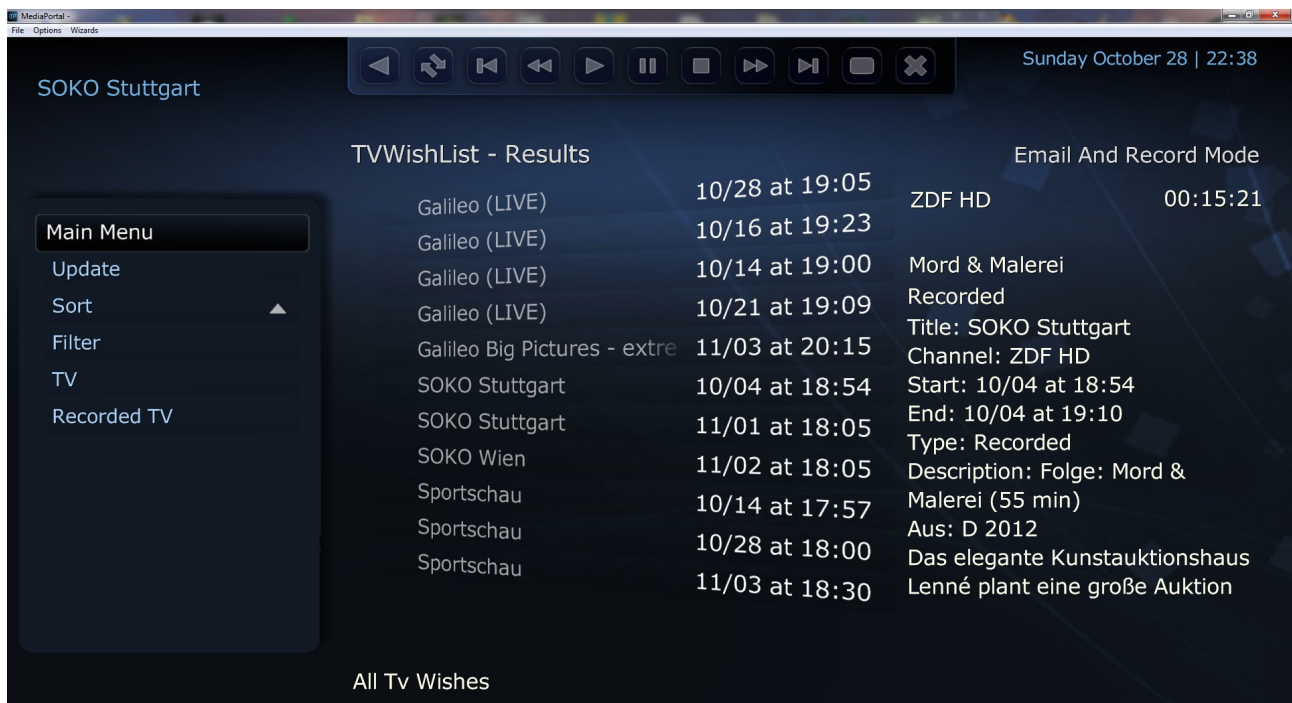 MediaPortal -
File Options Wizards
SOKO Stuttgart
Sunday October 28 | 22:38
TVWishList - Results
Email And Record Mode
Main Menu
Update
Sort
Filter
TV
Recorded TV
Galileo (LIVE) 10/28 at 19:05
Galileo (LIVE) 10/16 at 19:23
Galileo (LIVE) 10/14 at 19:00
Galileo (LIVE) 10/21 at 19:09
Galileo Big Pictures - extre 11/03 at 20:15
SOKO Stuttgart 10/04 at 18:54
SOKO Stuttgart 11/01 at 18:05
SOKO Wien 11/02 at 18:05
Sportschau 10/14 at 17:57
Sportschau 10/28 at 18:00
Sportschau 11/03 at 18:30
ZDF HD 00:15:21
Mord & Malerei
Recorded
Title: SOKO Stuttgart
Channel: ZDF HD
Start: 10/04 at 18:54
End: 10/04 at 19:10
Type: Recorded
Description: Folge: Mord &
Malerei (55 min)
Aus: D 2012
Das elegante Kunstauktionshaus
Lenné plant eine große Auktion
All Tv Wishes